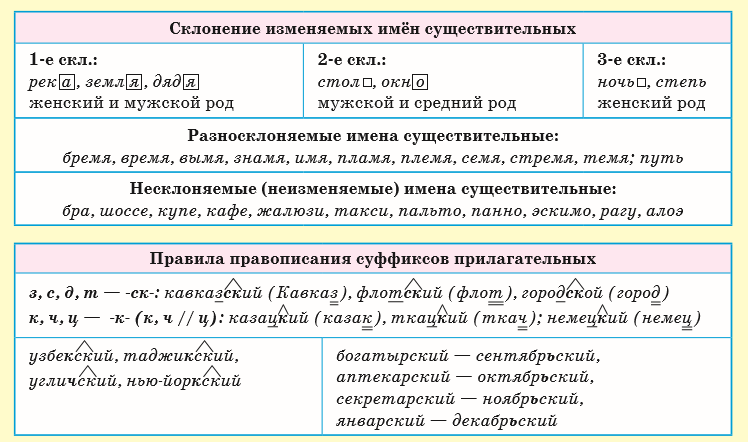 Склонение изменяемых имён существительных
1-е скл.:
река, земля, дядя
женский и мужской род
2-е скл.:
стол, окно
мужской и средний род
3-е скл.:
ночь, степь
женский род
Разносклоняемые имена существительные:
бремя, время, вымя, знамя, имя, пламя, племя, семя, стремя, темя; путь
Несклоняемые (неизменяемые) имена существительные:
бра, шоссе, купе, кафе, жалюзи, такси, пальто, панно, эскимо, рагу, алоэ
Правила правописания суффиксов прилагательных
з, с, д, т — -ск-: кавказский (Кавказ), флотский (флот), городской (город)
к, ч, ц — -к- (к, ч // ц): казацкий (казак), ткацкий (ткач); немецкий (немец)
узбекский, таджикский,
угличский, нью-йоркский
богатырский — сентябрьский,
аптекарский — октябрьский,
секретарский — ноябрьский,
январский — декабрьский